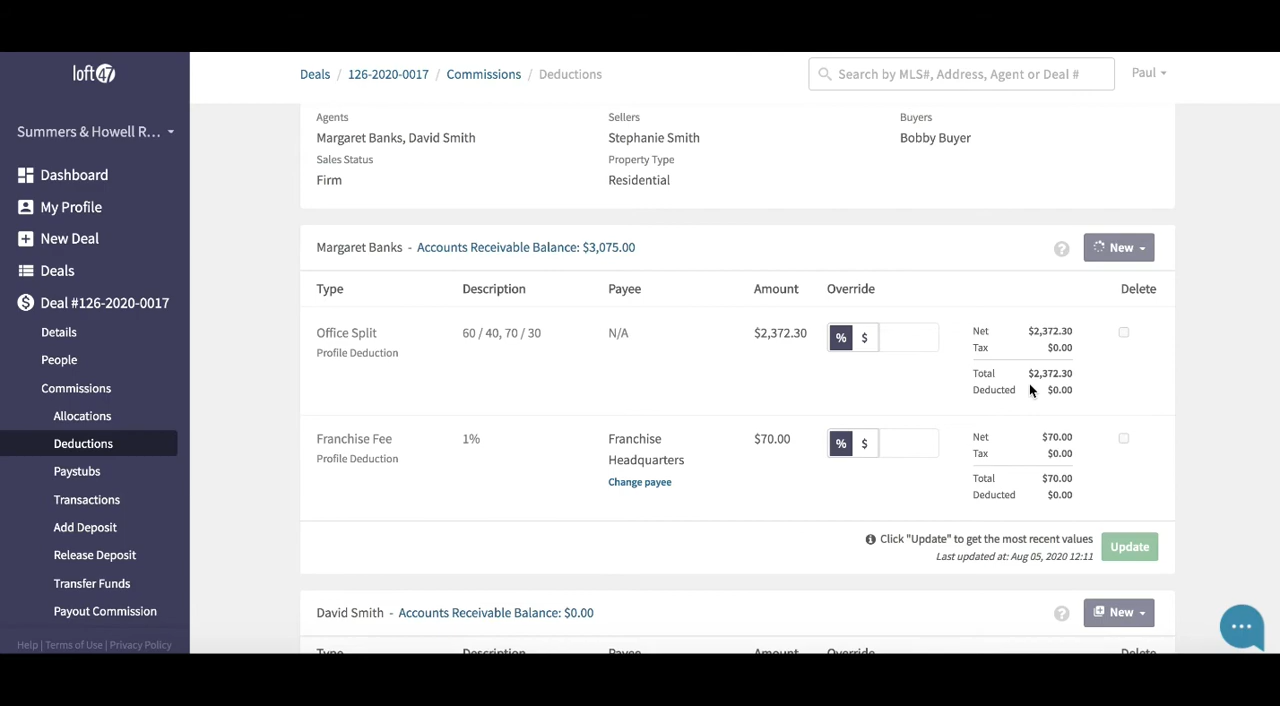 loft47
Deals / 126-2020-0017 / Commissions / Deductions
Search by MLS#, Address, Agent or Deal #
Paul
Summers & Howell R...
Dashboard
My Profile
New Deal
Deals
Deal #126-2020-0017
Details
People
Commissions
Allocations
Deductions
Paystubs
Transactions
Add Deposit
Release Deposit
Transfer Funds
Payout Commission
Help | Terms of Use | Privacy Policy
Agents Sellers Buyers
Margaret Banks, David Smith Stephanie Smith Bobby Buyer
Sales Status Property Type
Firm Residential
Margaret Banks - Accounts Receivable Balance: $3,075.00 ? New
Type Description Payee Amount Override Delete
Office Split 60 / 40, 70 / 30 N/A $2,372.30 % $
Profile Deduction
Net $2,372.30
Tax $0.00
Total $2,372.30
Deducted $0.00
Franchise Fee 1% Franchise $70.00 % $
Profile Deduction Headquarters
Change payee
Net $70.00
Tax $0.00
Total $70.00
Deducted $0.00
Click "Update" to get the most recent values
Last updated at: Aug 05, 2020 12:11
Update
David Smith - Accounts Receivable Balance: $0.00 ? New
Type Description Payee Amount Override Delete